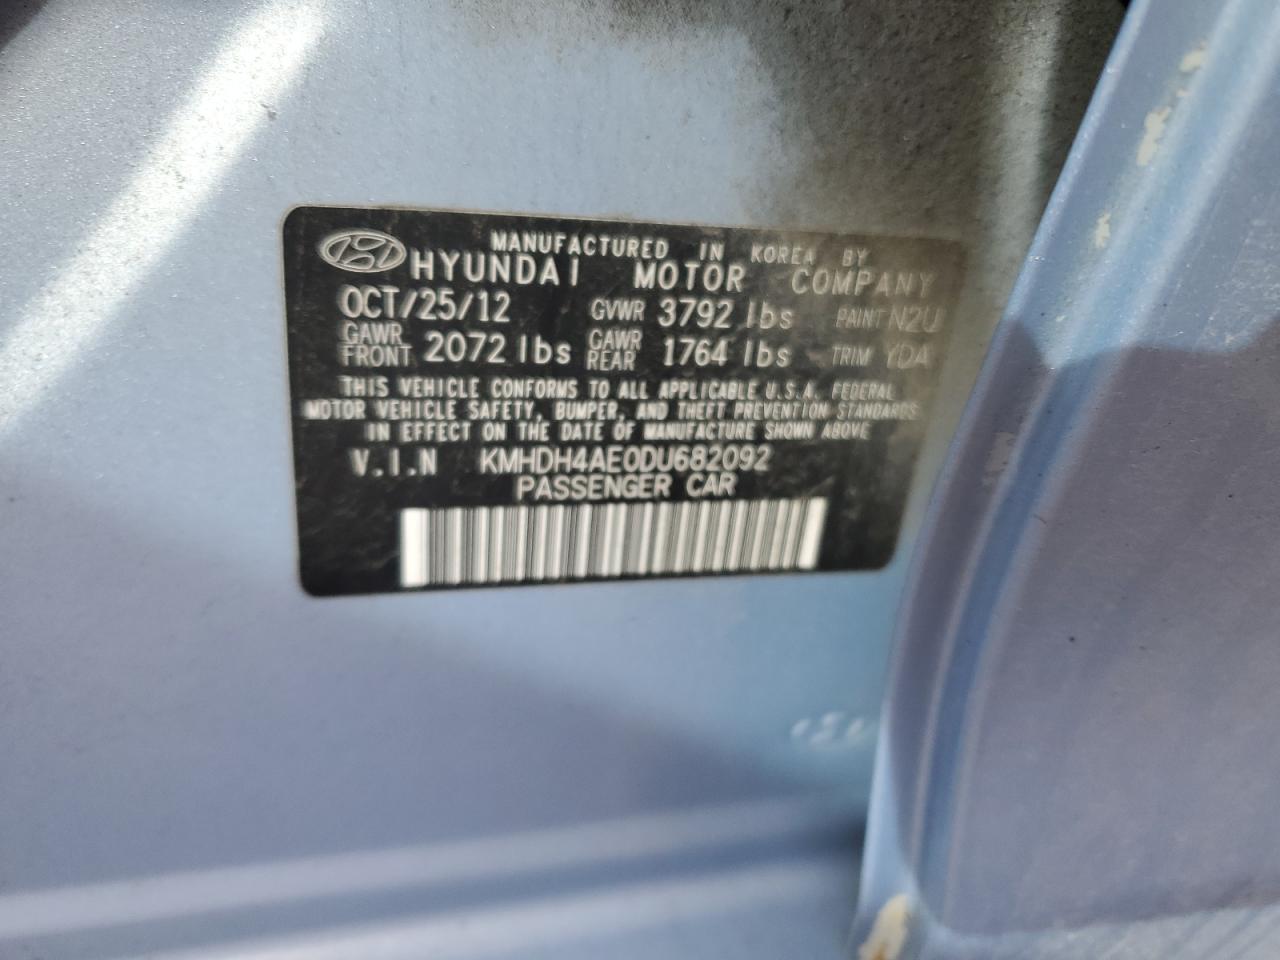 MANUFACTURED IN KOREA BY
HYUNDAI MOTOR COMPANY
OCT/25/12 GVWR 3792 lbs PAINT N2U
GAWR FRONT 2072 lbs GAWR REAR 1764 lbs TRIM YDA
THIS VEHICLE CONFORMS TO ALL APPLICABLE U.S.A. FEDERAL
MOTOR VEHICLE SAFETY, BUMPER, AND THEFT PREVENTION STANDARDS
IN EFFECT ON THE DATE OF MANUFACTURE SHOWN ABOVE
V.I.N KMHDH4AE0DU682092
PASSENGER CAR